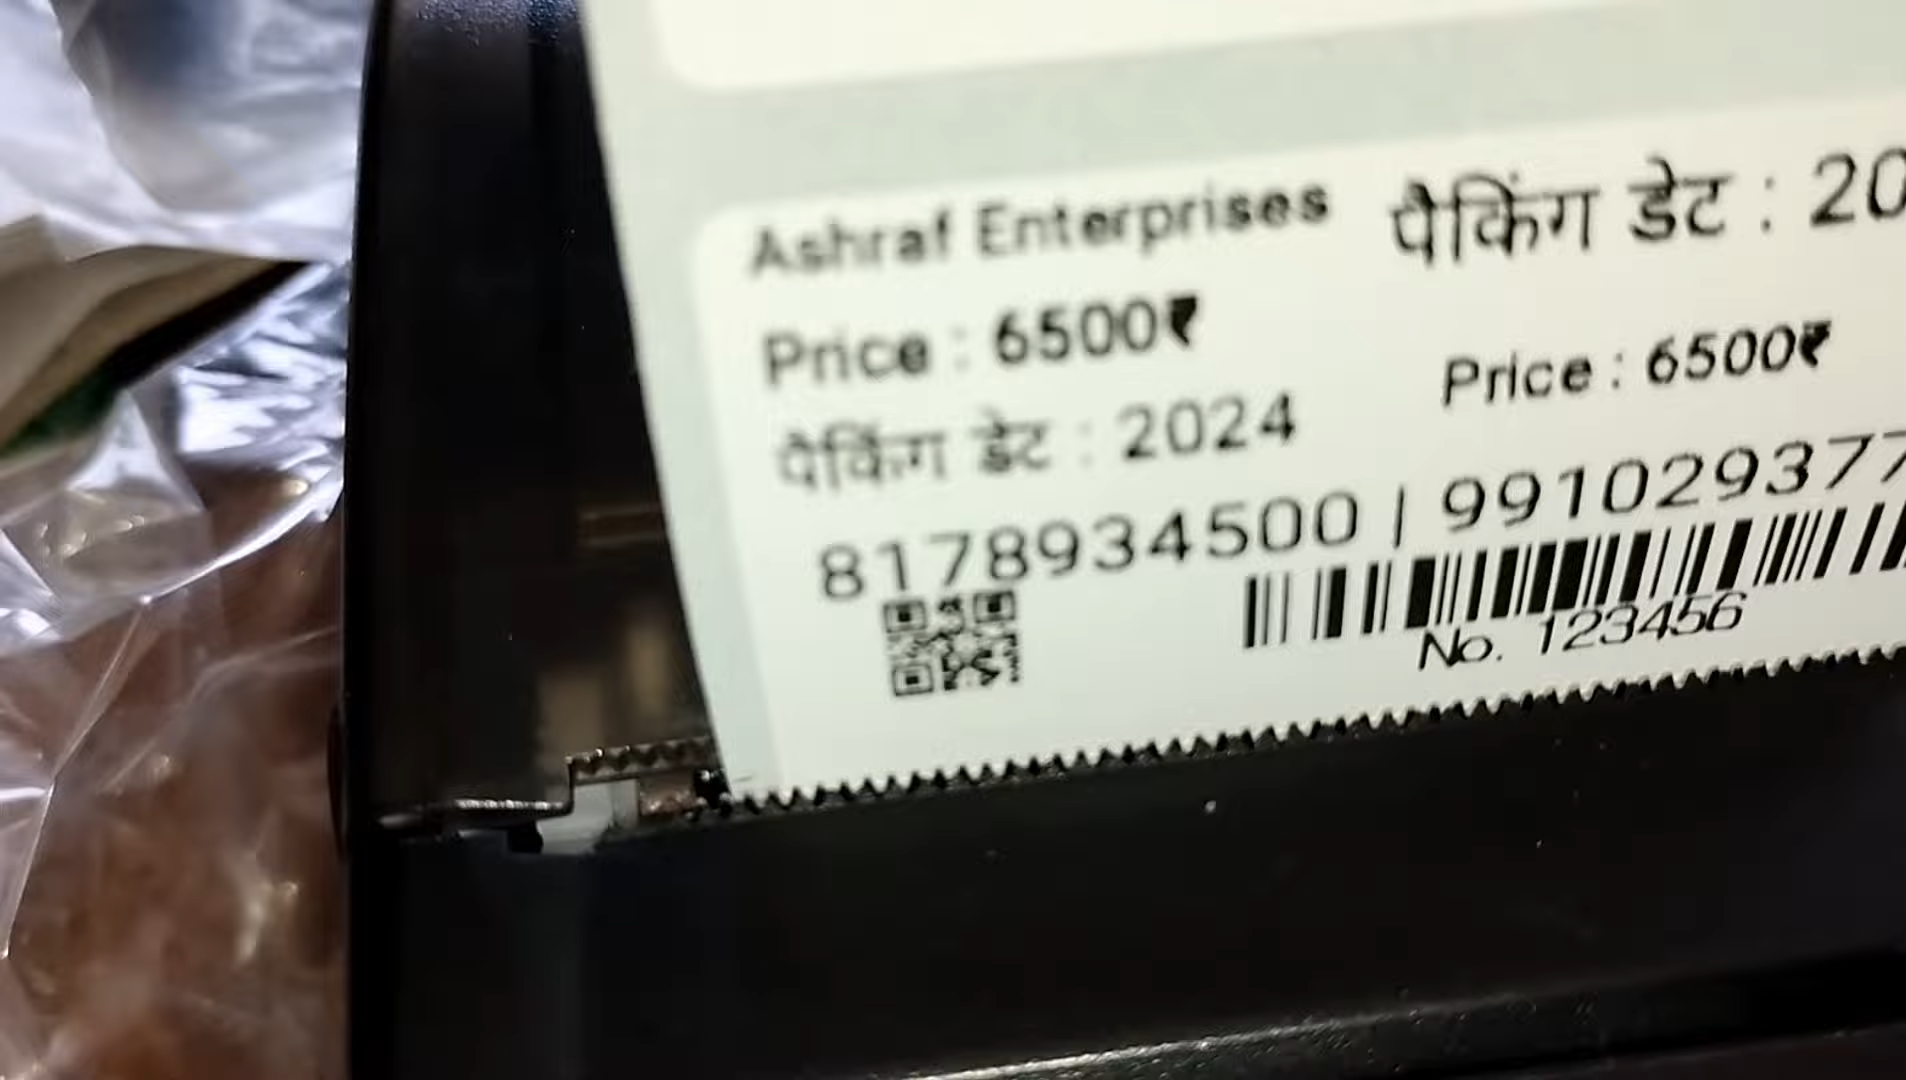 Ashraf Enterprises पैकिंग डेट : 20
Price : 6500₹ Price : 6500₹
पैकिंग डेट : 2024
8178934500 | 991029377
No. 123456